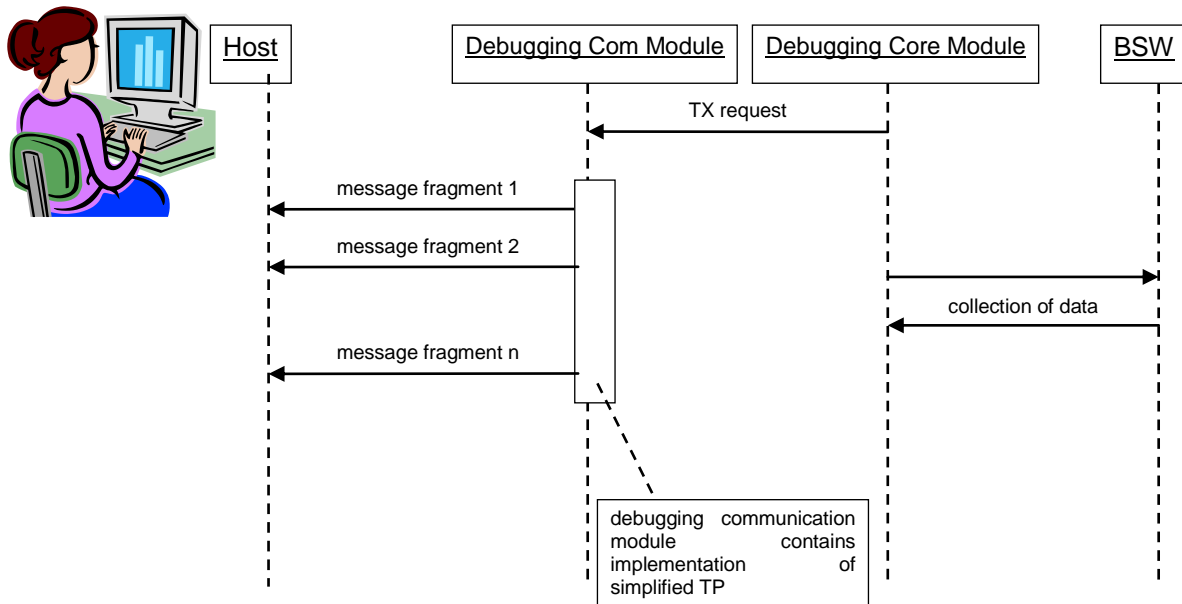 Host
Debugging Com Module
Debugging Core Module
BSW
TX request
message fragment 1
message fragment 2
collection of data
message fragment n
debugging communication
module contains
implementation of
simplified TP